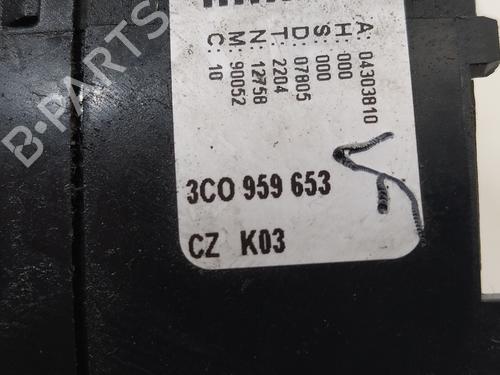 A: 04303810
H: 000
S: 000
D: 07805
T: 2204
N: 12758
M: 90052
C: 10
3C0 959 653
CZ K03
B-PARTS